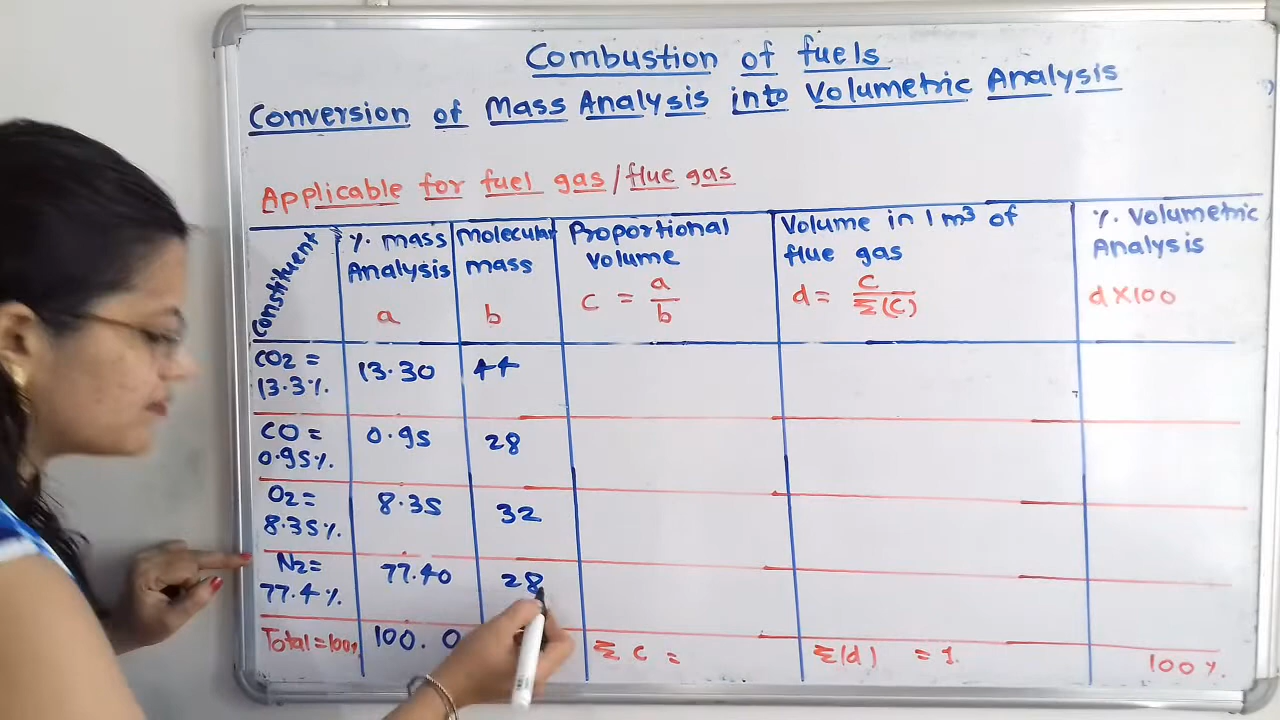 Combustion of fuels
Conversion of Mass Analysis into Volumetric Analysis
Applicable for fuel gas/flue gas
Constituent
% mass Analysis
a
Molecular mass
b
Proportional volume
c = a/b
Volume in 1 m³ of flue gas
d = c/Σ(c)
% Volumetric Analysis
d×100
CO2 = 13.3% 13.30 44
CO = 0.95% 0.95 28
O2 = 8.35% 8.35 32
N2 = 77.4% 77.40 28
Total = 100% 100.0 Σ c = Σ(d) = 1. 100%